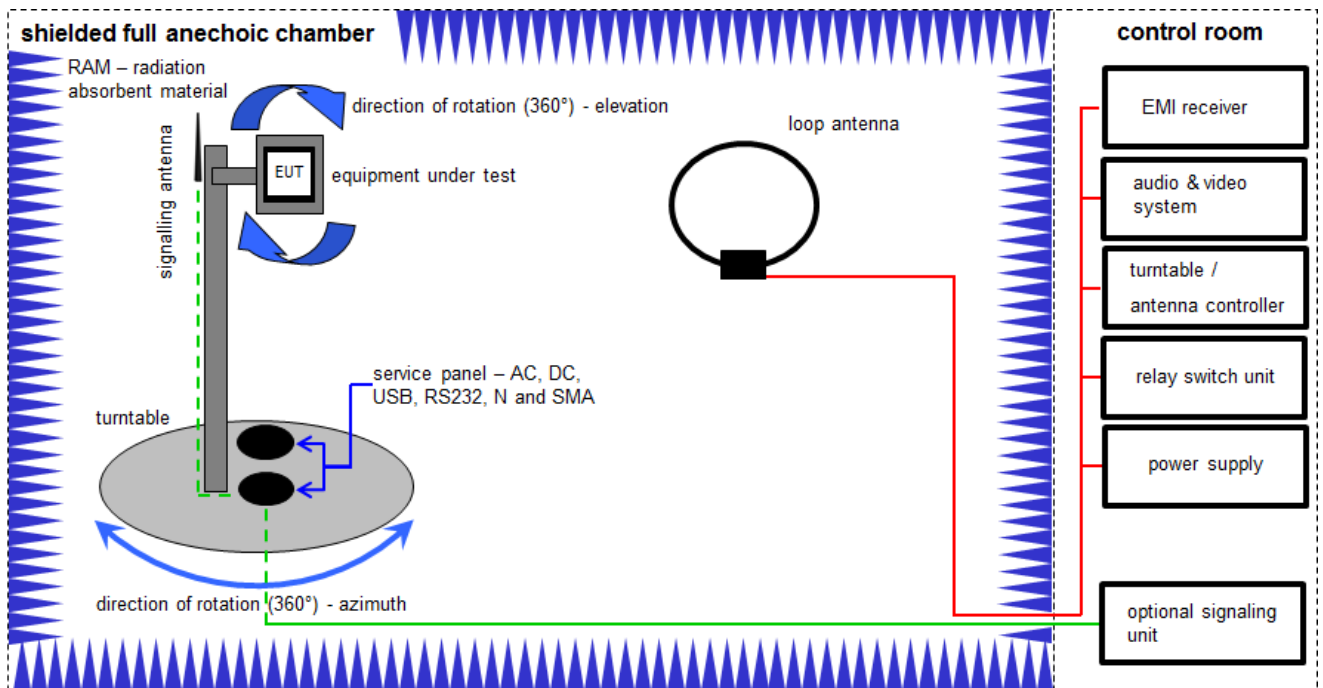 shielded full anechoic chamber
RAM – radiation
absorbent material
signalling antenna
direction of rotation (360°) - elevation
EUT
equipment under test
loop antenna
service panel – AC, DC,
USB, RS232, N and SMA
turntable
direction of rotation (360°) - azimuth
control room
EMI receiver
audio & video
system
turntable /
antenna controller
relay switch unit
power supply
optional signaling
unit